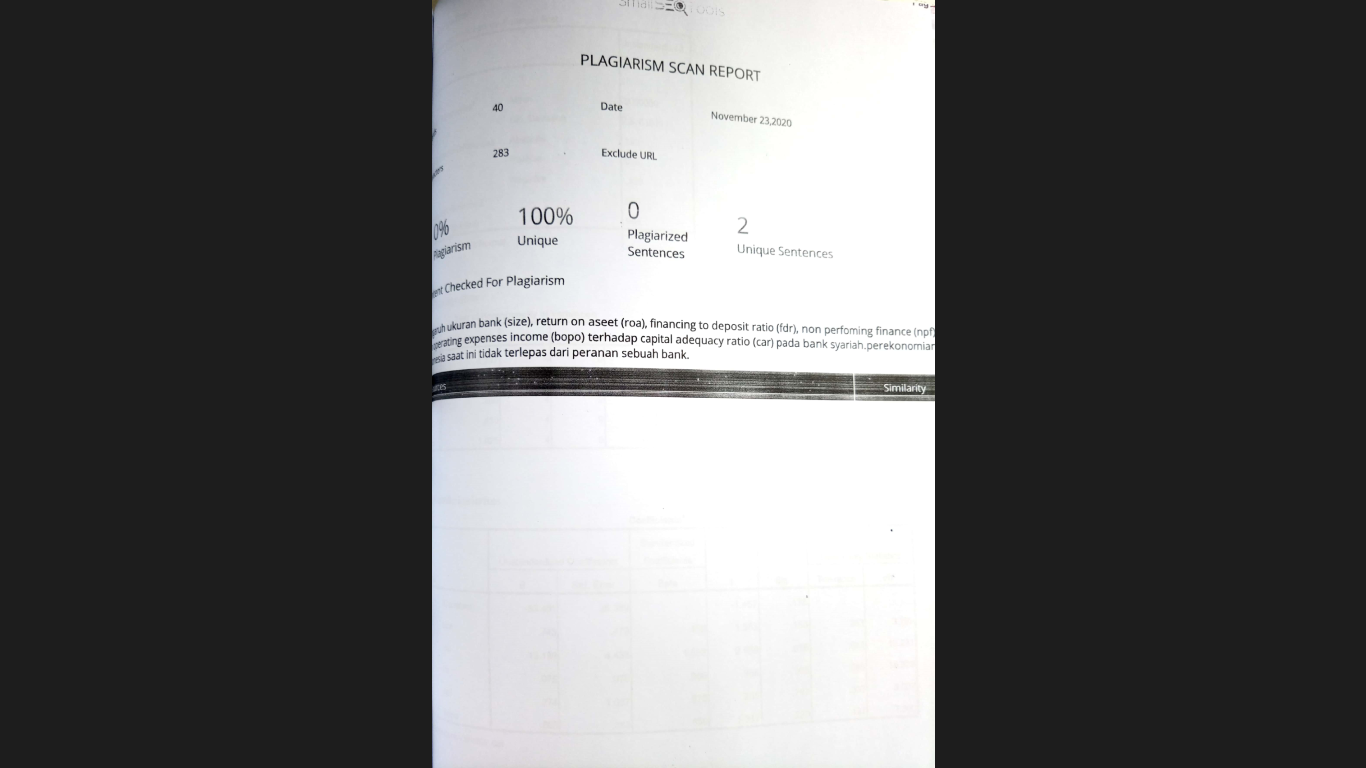 SmallSEOTools
PLAGIARISM SCAN REPORT
40 Date November 23,2020
283 Exclude URL
0% 100% 0 2
Plagiarism Unique Plagiarized Unique Sentences
Sentences
Checked For Plagiarism
ukuran bank (size), return on aseet (roa), financing to deposit ratio (fdr), non perfoming finance (npf)
operating expenses income (bopo) terhadap capital adequacy ratio (car) pada bank syariah.perekonomian
saat ini tidak terlepas dari peranan sebuah bank.
Similarity